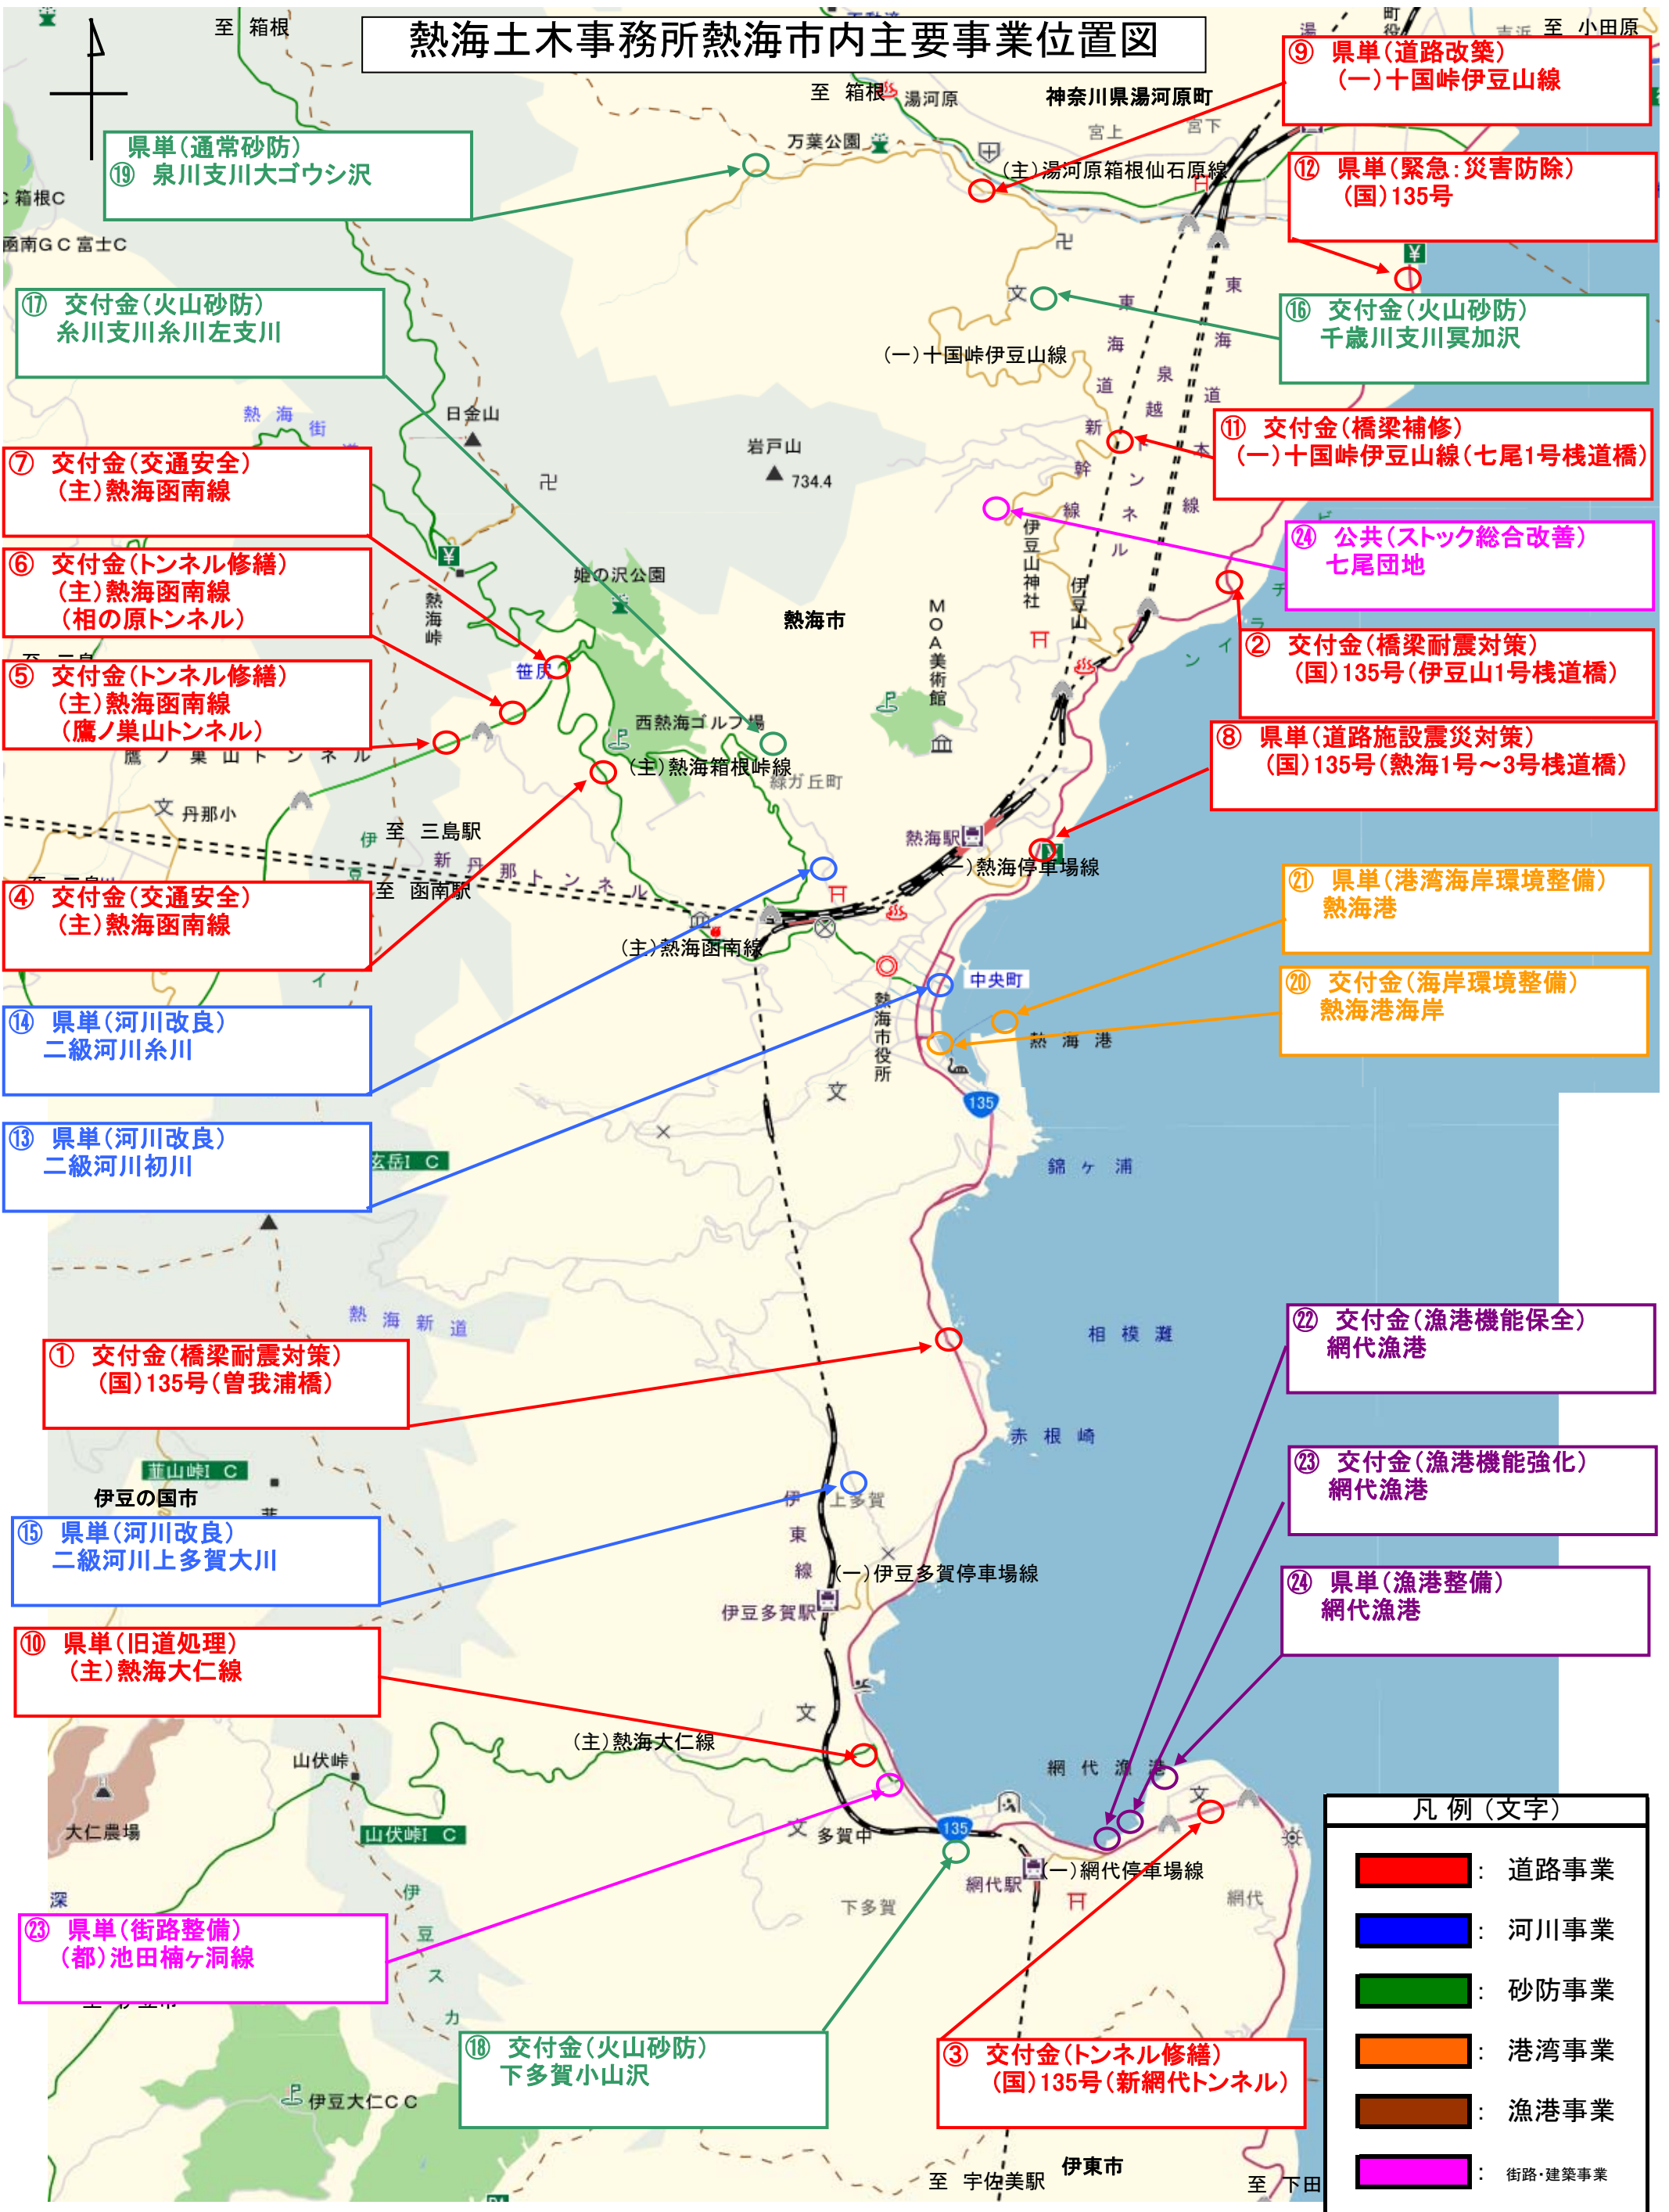 熱海土木事務所熱海市内主要事業位置図
至 箱根
至 小田原
吉浜
⑨ 県単(道路改築)
(一)十国峠伊豆山線
至 箱根
湯河原
神奈川県湯河原町
宮上
宮下
万葉公園
県単(通常砂防)
⑲ 泉川支川大ゴウシ沢
(主)湯河原箱根仙石原線
⑫ 県単(緊急:災害防除)
(国)135号
箱根C
函南GC富士C
⑰ 交付金(火山砂防)
糸川支川糸川左支川
⑯ 交付金(火山砂防)
千歳川支川冥加沢
文
(一)十国峠伊豆山線
東海道新幹線
泉越トンネル
東海道本線
熱海街道
日金山
岩戸山
734.4
⑪ 交付金(橋梁補修)
(一)十国峠伊豆山線(七尾1号桟道橋)
⑦ 交付金(交通安全)
(主)熱海函南線
㉔ 公共(ストック総合改善)
七尾団地
⑥ 交付金(トンネル修繕)
(主)熱海函南線
(相の原トンネル)
熱海峠
姫の沢公園
熱海市
伊豆山神社
伊豆山
MOA美術館
ビーチライン
② 交付金(橋梁耐震対策)
(国)135号(伊豆山1号桟道橋)
笹尻
⑤ 交付金(トンネル修繕)
(主)熱海函南線
(鷹ノ巣山トンネル)
鷹ノ巣山トンネル
西熱海ゴルフ場
(主)熱海箱根峠線
緑ガ丘町
⑧ 県単(道路施設震災対策)
(国)135号(熱海1号~3号桟道橋)
文 丹那小
至 三島駅
新丹那トンネル
至 函南駅
熱海駅
(一)熱海停車場線
④ 交付金(交通安全)
(主)熱海函南線
(主)熱海函南線
㉑ 県単(港湾海岸環境整備)
熱海港
中央町
熱海市役所
⑳ 交付金(海岸環境整備)
熱海港海岸
熱海港
⑭ 県単(河川改良)
二級河川糸川
文
135
⑬ 県単(河川改良)
二級河川初川
玄岳I C
錦ヶ浦
熱海新道
相模灘
① 交付金(橋梁耐震対策)
(国)135号(曽我浦橋)
㉒ 交付金(漁港機能保全)
網代漁港
赤根崎
㉓ 交付金(漁港機能強化)
網代漁港
韮山峠I C
伊豆の国市
上多賀
伊東線
⑮ 県単(河川改良)
二級河川上多賀大川
(一)伊豆多賀停車場線
伊豆多賀駅
㉔ 県単(漁港整備)
網代漁港
⑩ 県単(旧道処理)
(主)熱海大仁線
文
(主)熱海大仁線
山伏峠
網代漁港
文
大仁農場
山伏峠I C
文 多賀中
135
(一)網代停車場線
網代駅
下多賀
網代
深
伊豆スカ
㉓ 県単(街路整備)
(都)池田楠ヶ洞線
⑱ 交付金(火山砂防)
下多賀小山沢
③ 交付金(トンネル修繕)
(国)135号(新網代トンネル)
伊豆大仁CC
伊東市
至 宇佐美駅
至 下田
凡 例 (文字)
: 道路事業
: 河川事業
: 砂防事業
: 港湾事業
: 漁港事業
: 街路・建築事業